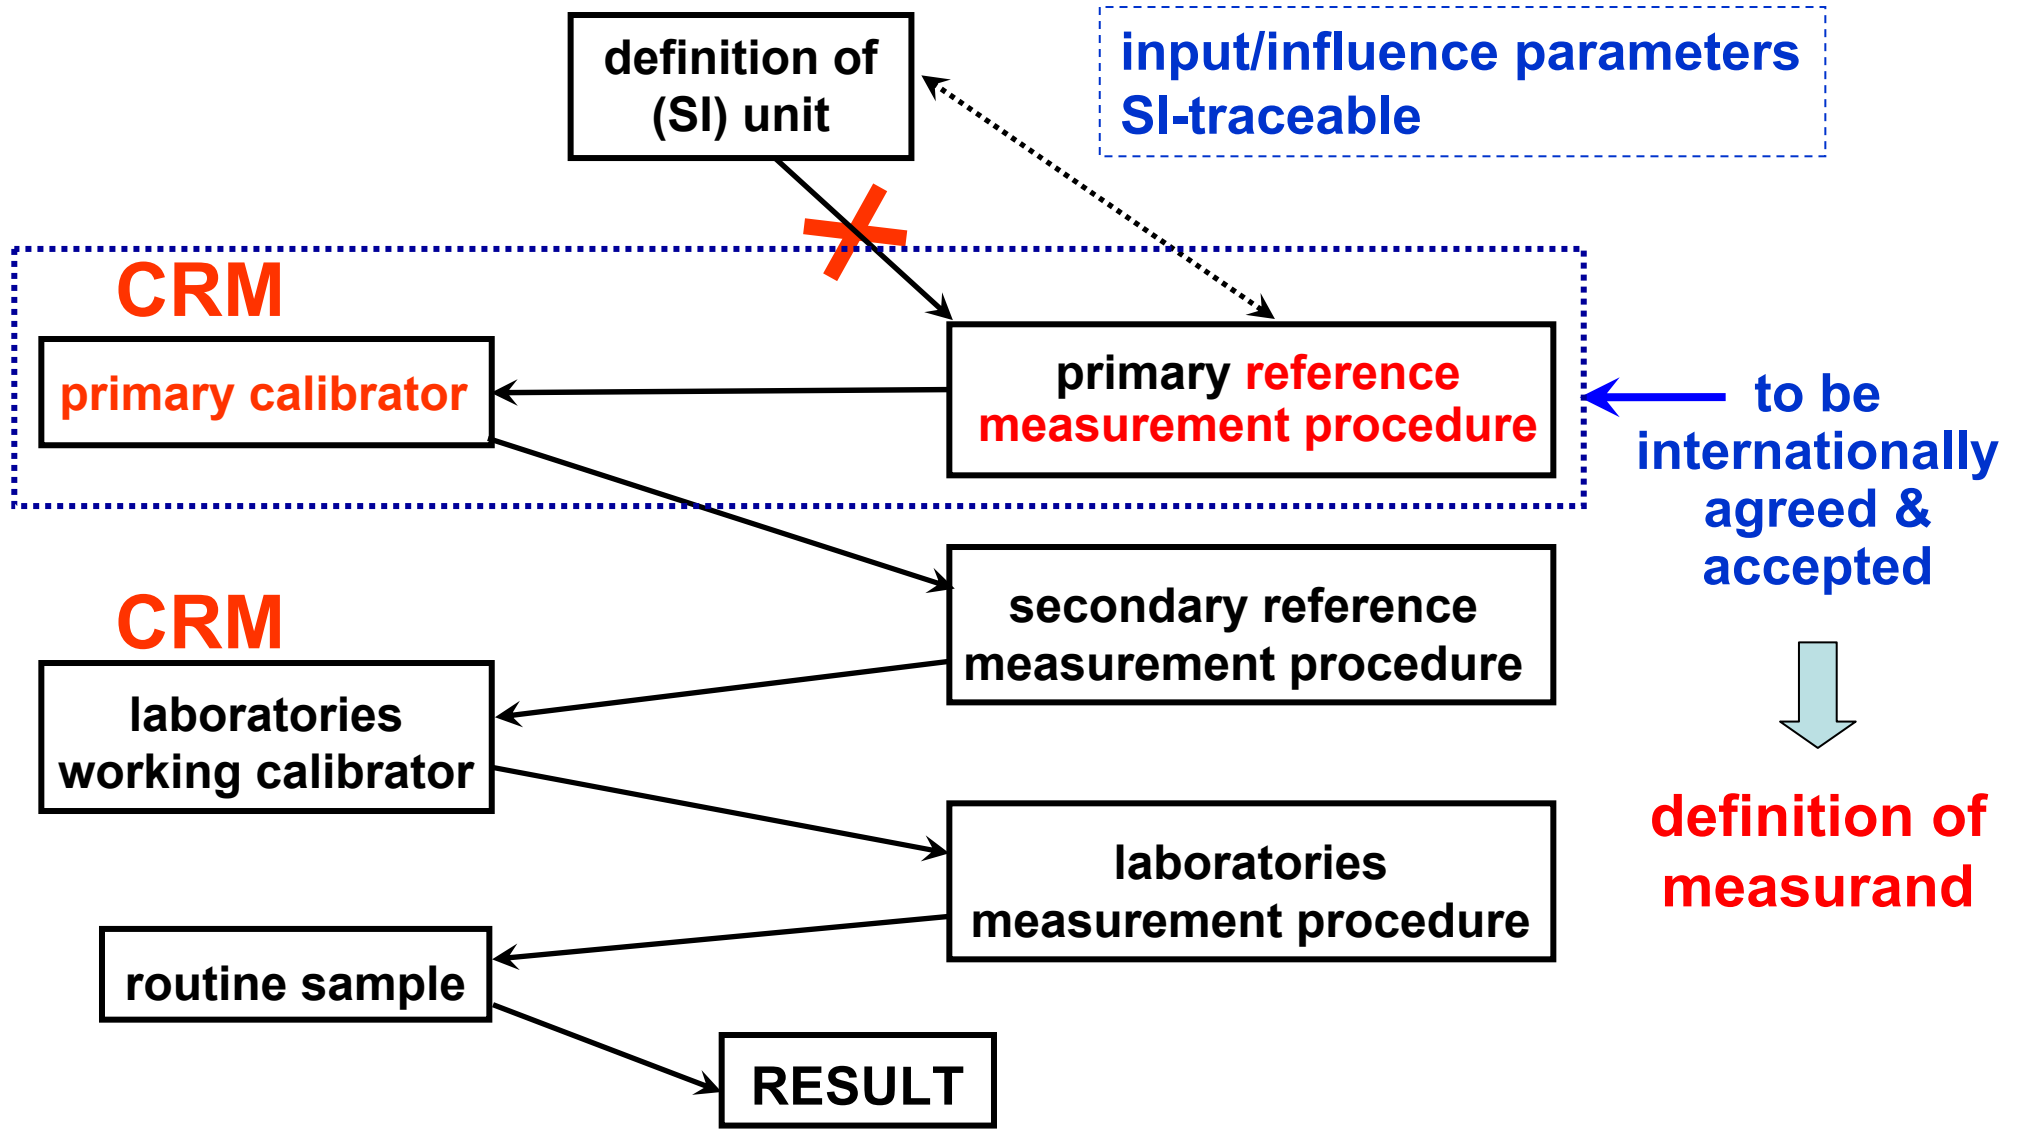 definition of
(SI) unit
input/influence parameters
SI-traceable
CRM
primary calibrator
primary reference
measurement procedure
to be
internationally
agreed &
accepted
secondary reference
measurement procedure
CRM
laboratories
working calibrator
laboratories
measurement procedure
definition of
measurand
routine sample
RESULT